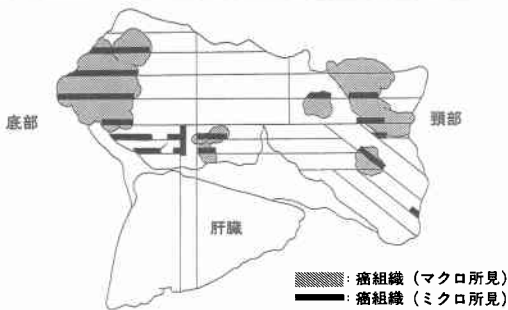 底部
頸部
肝臓
: 癌組織（マクロ所見）
: 癌組織（ミクロ所見）